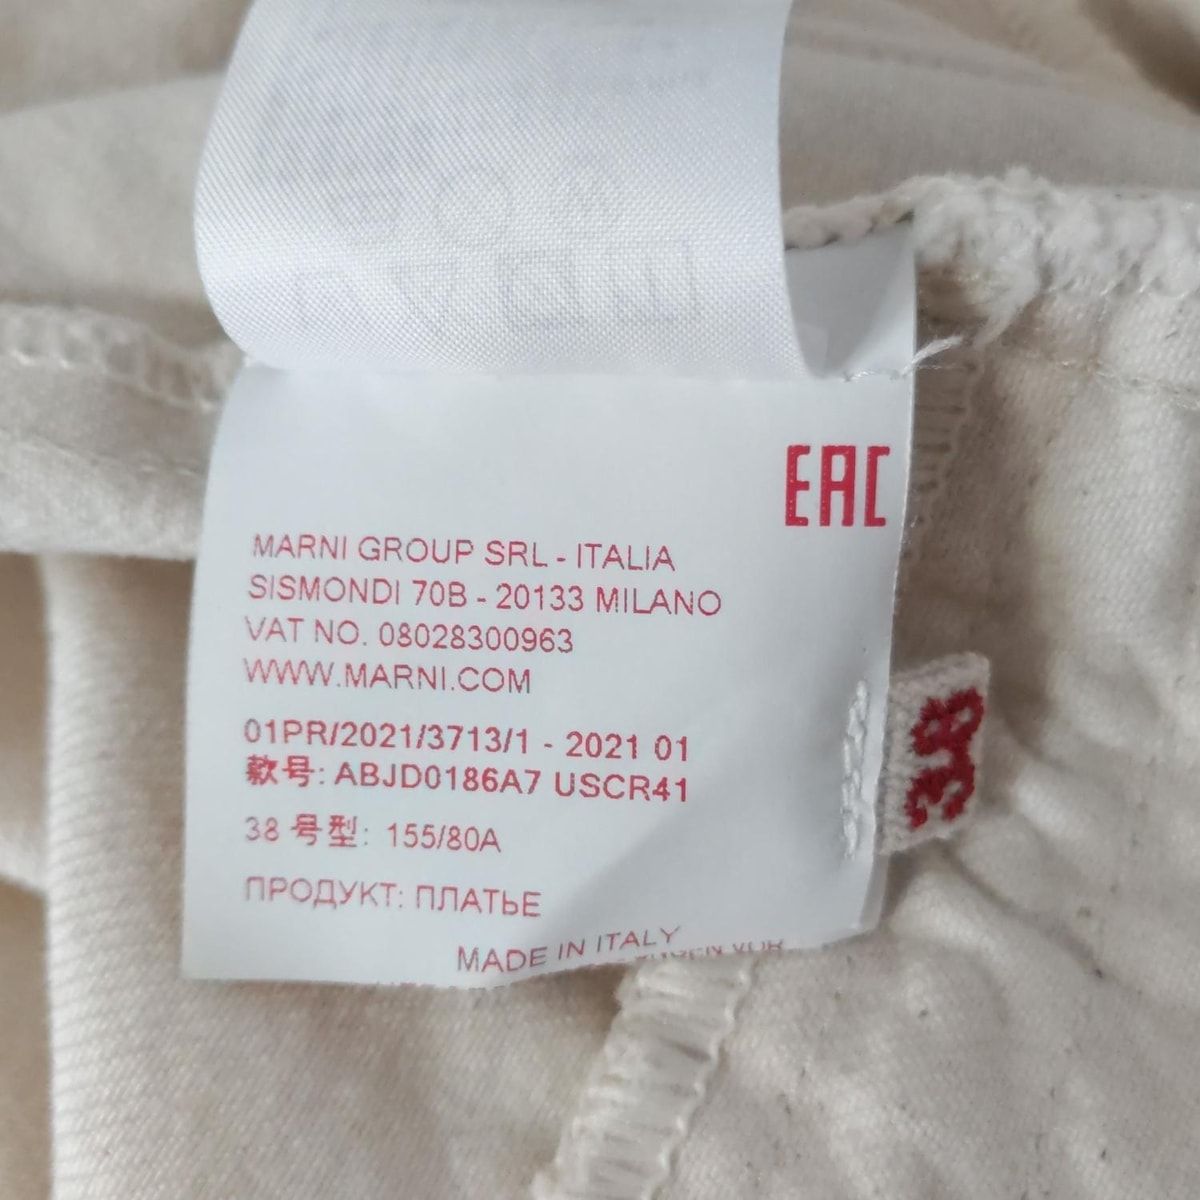 EAC
MARNI GROUP SRL - ITALIA
SISMONDI 70B - 20133 MILANO
VAT NO. 08028300963
WWW.MARNI.COM
01PR/2021/3713/1 - 2021 01
款号: ABJD0186A7 USCR41
38 号型: 155/80A
ПРОДУКТ: ПЛАТЬЕ
MADE IN ITALY
38